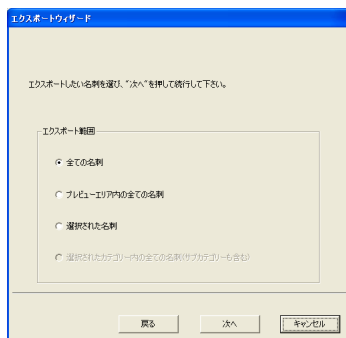 エクスポートウィザード
エクスポートしたい名刺を選び、"次へ"を押して続行して下さい。
エクスポート範囲
全ての名刺
プレビューエリア内の全ての名刺
選択された名刺
選択されたカテゴリー内の全ての名刺(サブカテゴリーも含む)
戻る
次へ
キャンセル